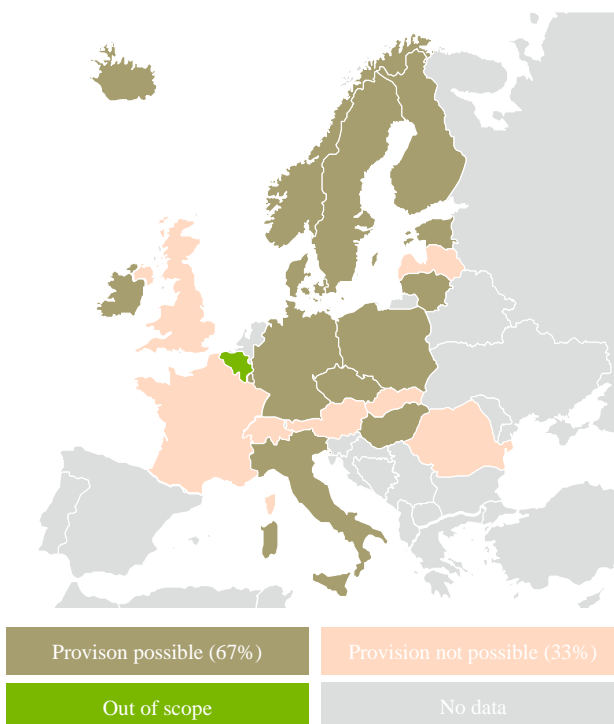 Provison possible (67%)
Provision not possible (33%)
Out of scope
No data